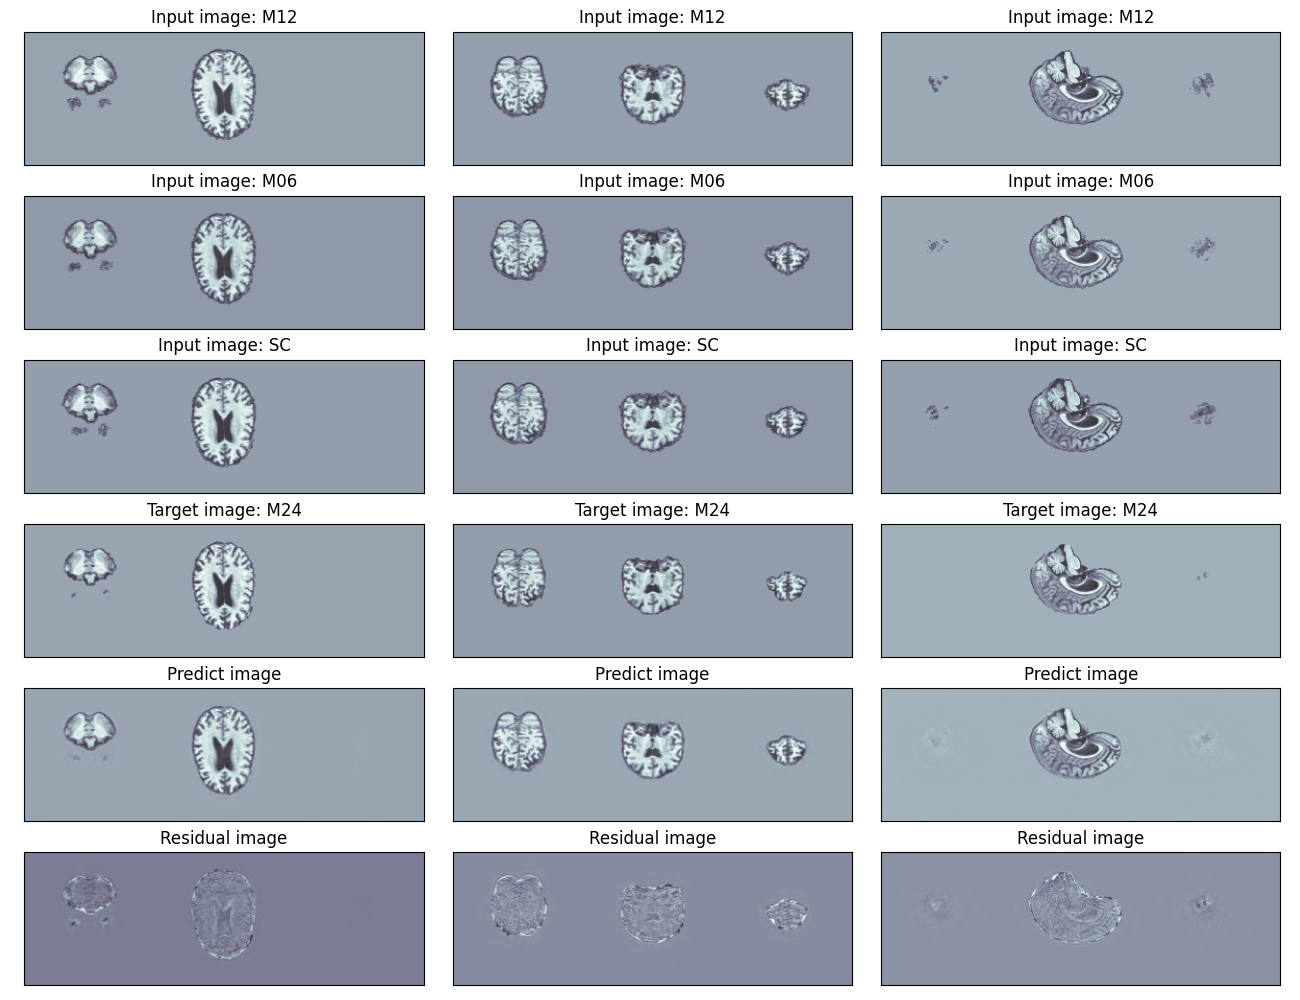 Input image: M12 Input image: M12 Input image: M12
Input image: M06 Input image: M06 Input image: M06
Input image: SC Input image: SC Input image: SC
Target image: M24 Target image: M24 Target image: M24
Predict image Predict image Predict image
Residual image Residual image Residual image